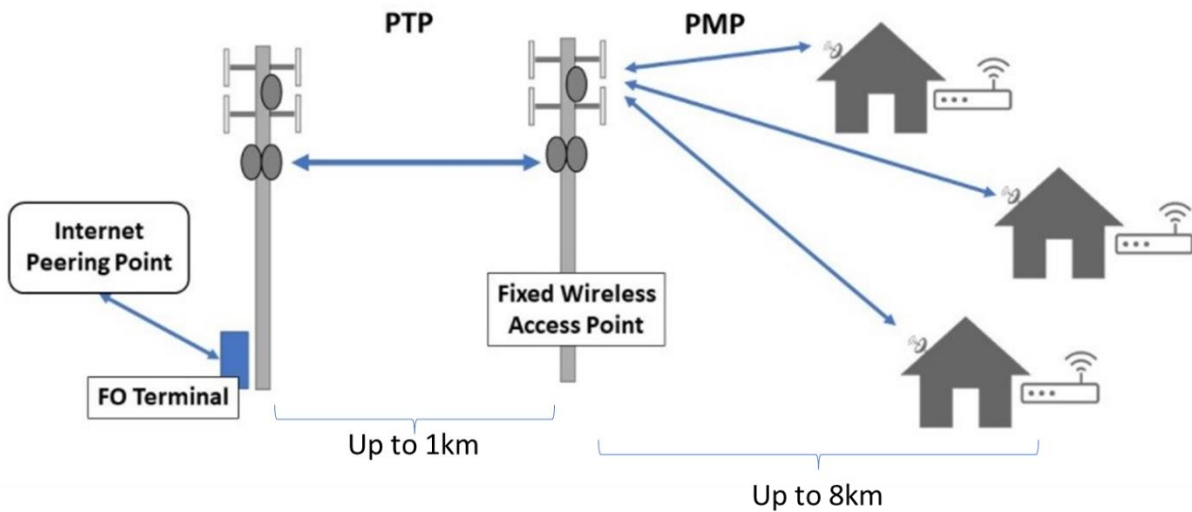 PTP
PMP
Internet
Peering Point
Fixed Wireless
Access Point
FO Terminal
Up to 1km
Up to 8km